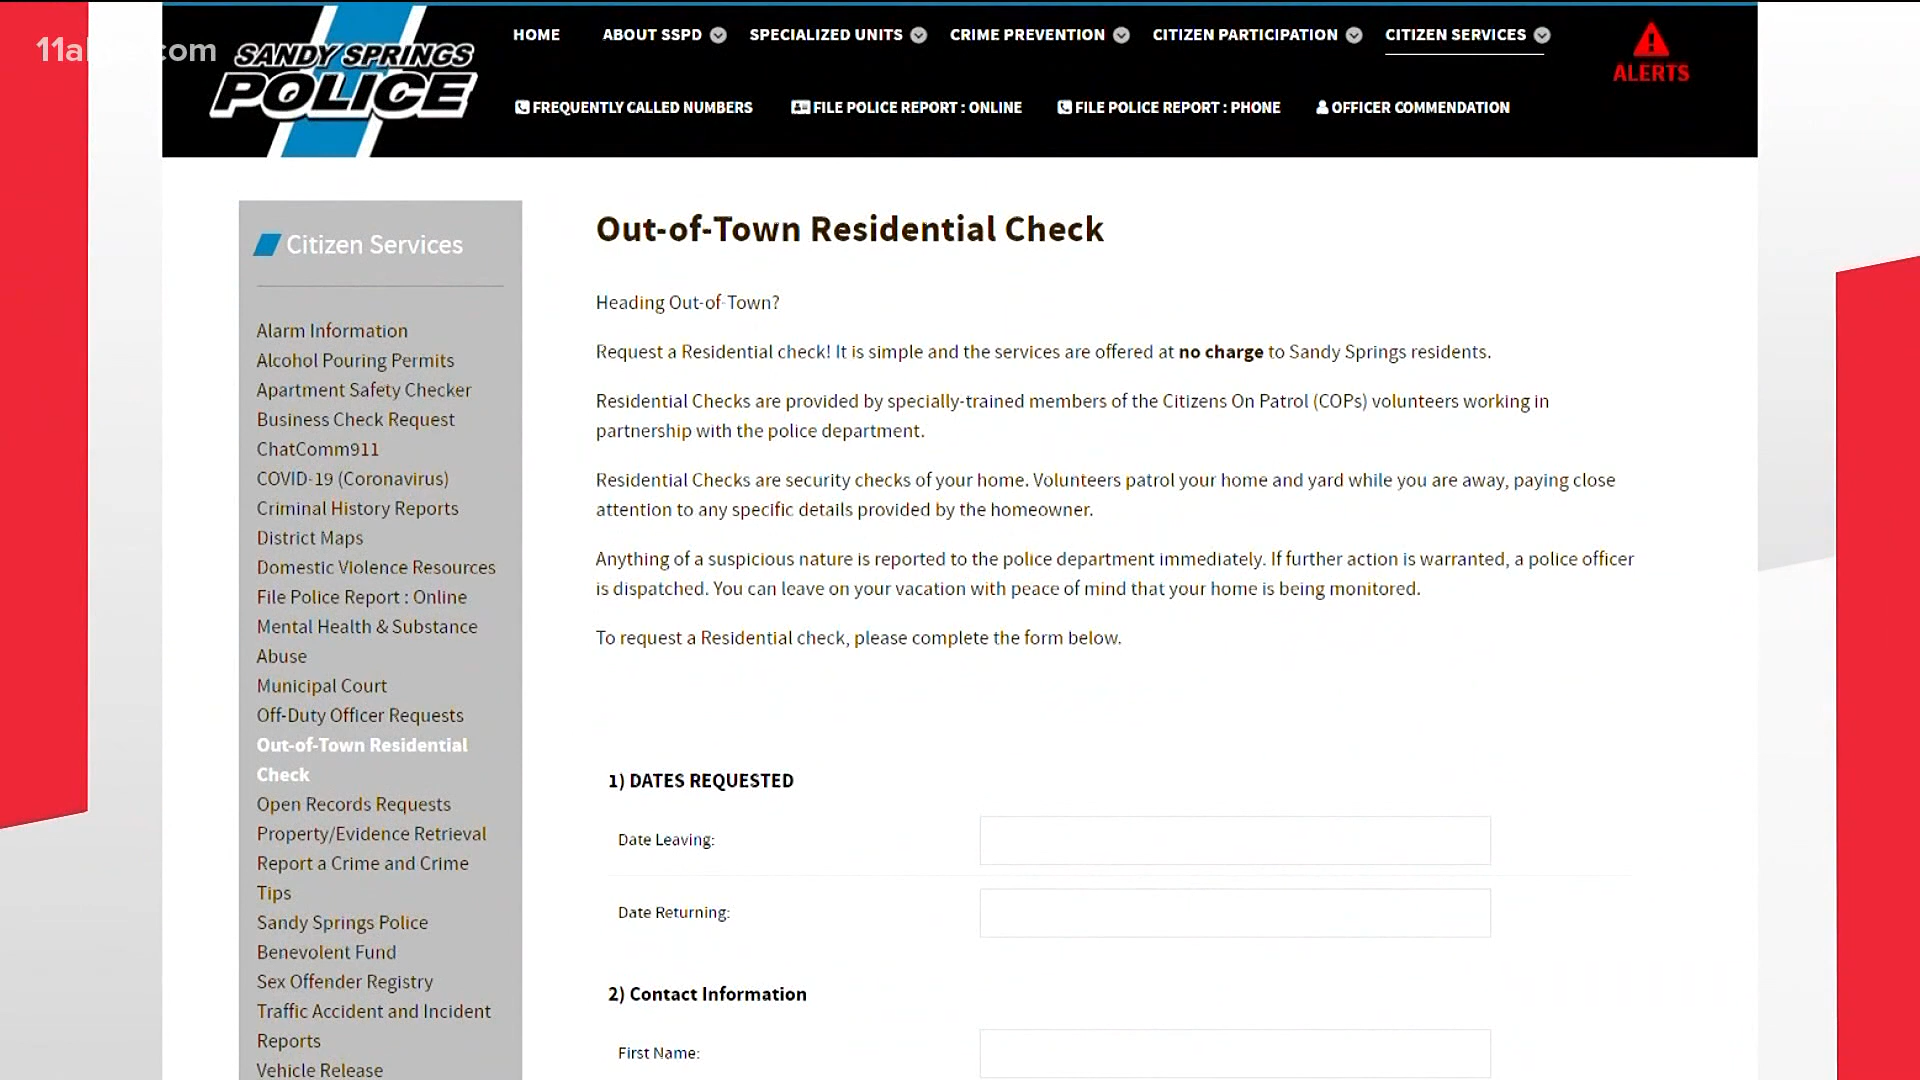 11alive.com
SANDY SPRINGS
POLICE
HOME ABOUT SSPD SPECIALIZED UNITS CRIME PREVENTION CITIZEN PARTICIPATION CITIZEN SERVICES
ALERTS
FREQUENTLY CALLED NUMBERS FILE POLICE REPORT : ONLINE FILE POLICE REPORT : PHONE OFFICER COMMENDATION
Citizen Services
Alarm Information
Alcohol Pouring Permits
Apartment Safety Checker
Business Check Request
ChatComm911
COVID-19 (Coronavirus)
Criminal History Reports
District Maps
Domestic Violence Resources
File Police Report : Online
Mental Health & Substance
Abuse
Municipal Court
Off-Duty Officer Requests
Out-of-Town Residential
Check
Open Records Requests
Property/Evidence Retrieval
Report a Crime and Crime
Tips
Sandy Springs Police
Benevolent Fund
Sex Offender Registry
Traffic Accident and Incident
Reports
Vehicle Release
Out-of-Town Residential Check
Heading Out-of-Town?
Request a Residential check! It is simple and the services are offered at no charge to Sandy Springs residents.
Residential Checks are provided by specially-trained members of the Citizens On Patrol (COPs) volunteers working in
partnership with the police department.
Residential Checks are security checks of your home. Volunteers patrol your home and yard while you are away, paying close
attention to any specific details provided by the homeowner.
Anything of a suspicious nature is reported to the police department immediately. If further action is warranted, a police officer
is dispatched. You can leave on your vacation with peace of mind that your home is being monitored.
To request a Residential check, please complete the form below.
1) DATES REQUESTED
Date Leaving:
Date Returning:
2) Contact Information
First Name: